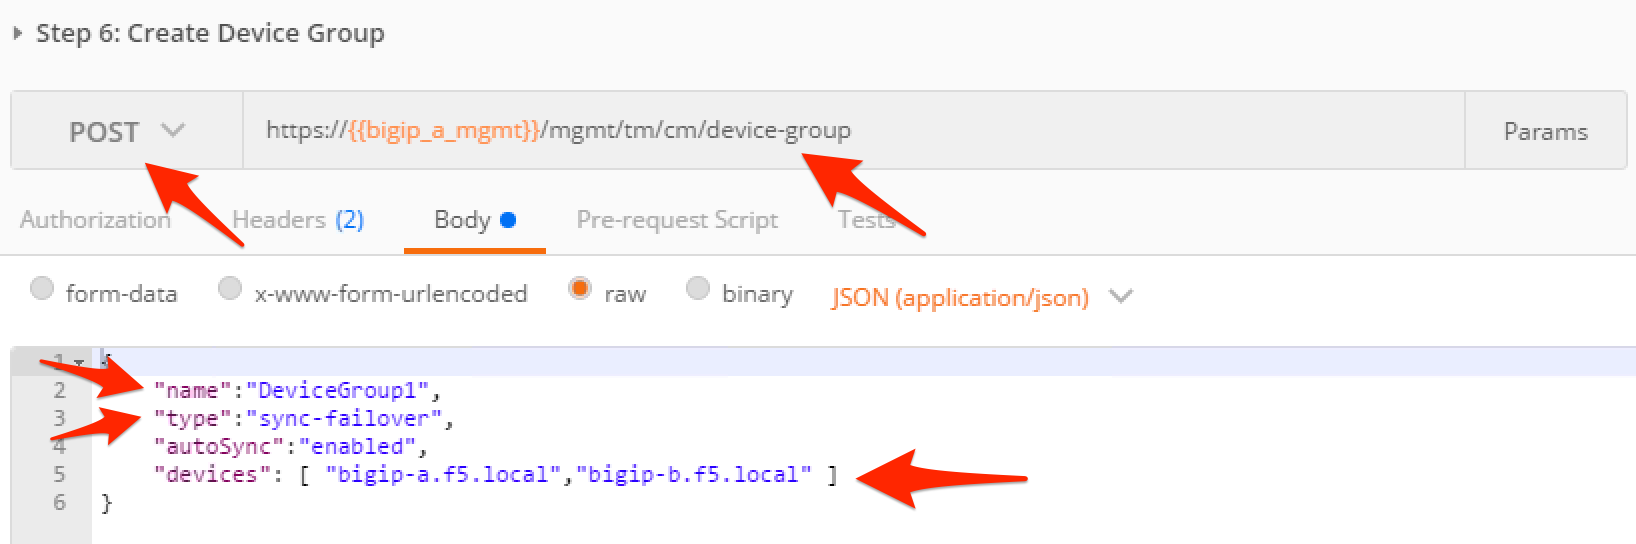 Step 6: Create Device Group
POST https://{{bigip_a_mgmt}}/mgmt/tm/cm/device-group Params
Authorization Headers (2) Body Pre-request Script Tests
form-data x-www-form-urlencoded raw binary JSON (application/json)
1 {
2 "name":"DeviceGroup1",
3 "type":"sync-failover",
4 "autoSync":"enabled",
5 "devices": [ "bigip-a.f5.local","bigip-b.f5.local" ]
6 }